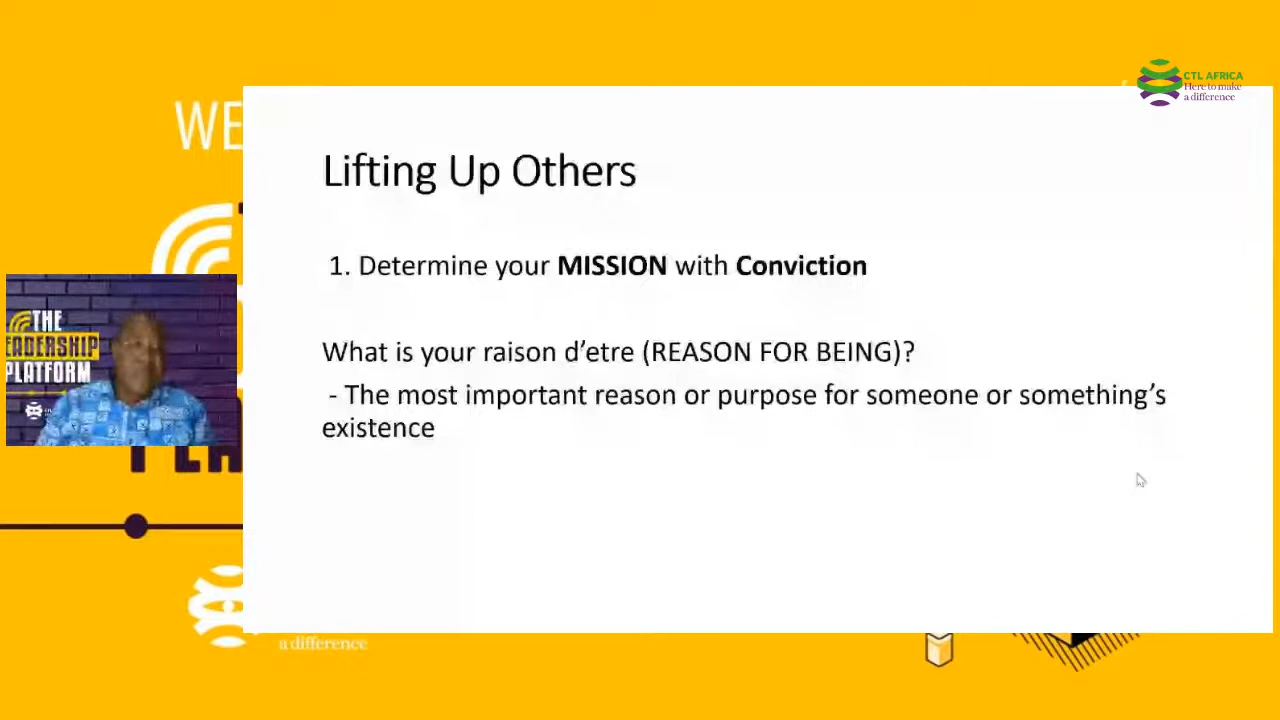 CTL AFRICA
Here to make
a difference
WE
Lifting Up Others
1. Determine your MISSION with Conviction
What is your raison d’etre (REASON FOR BEING)?
- The most important reason or purpose for someone or something’s
existence
THE
EADERSHIP
PLATFORM
a difference